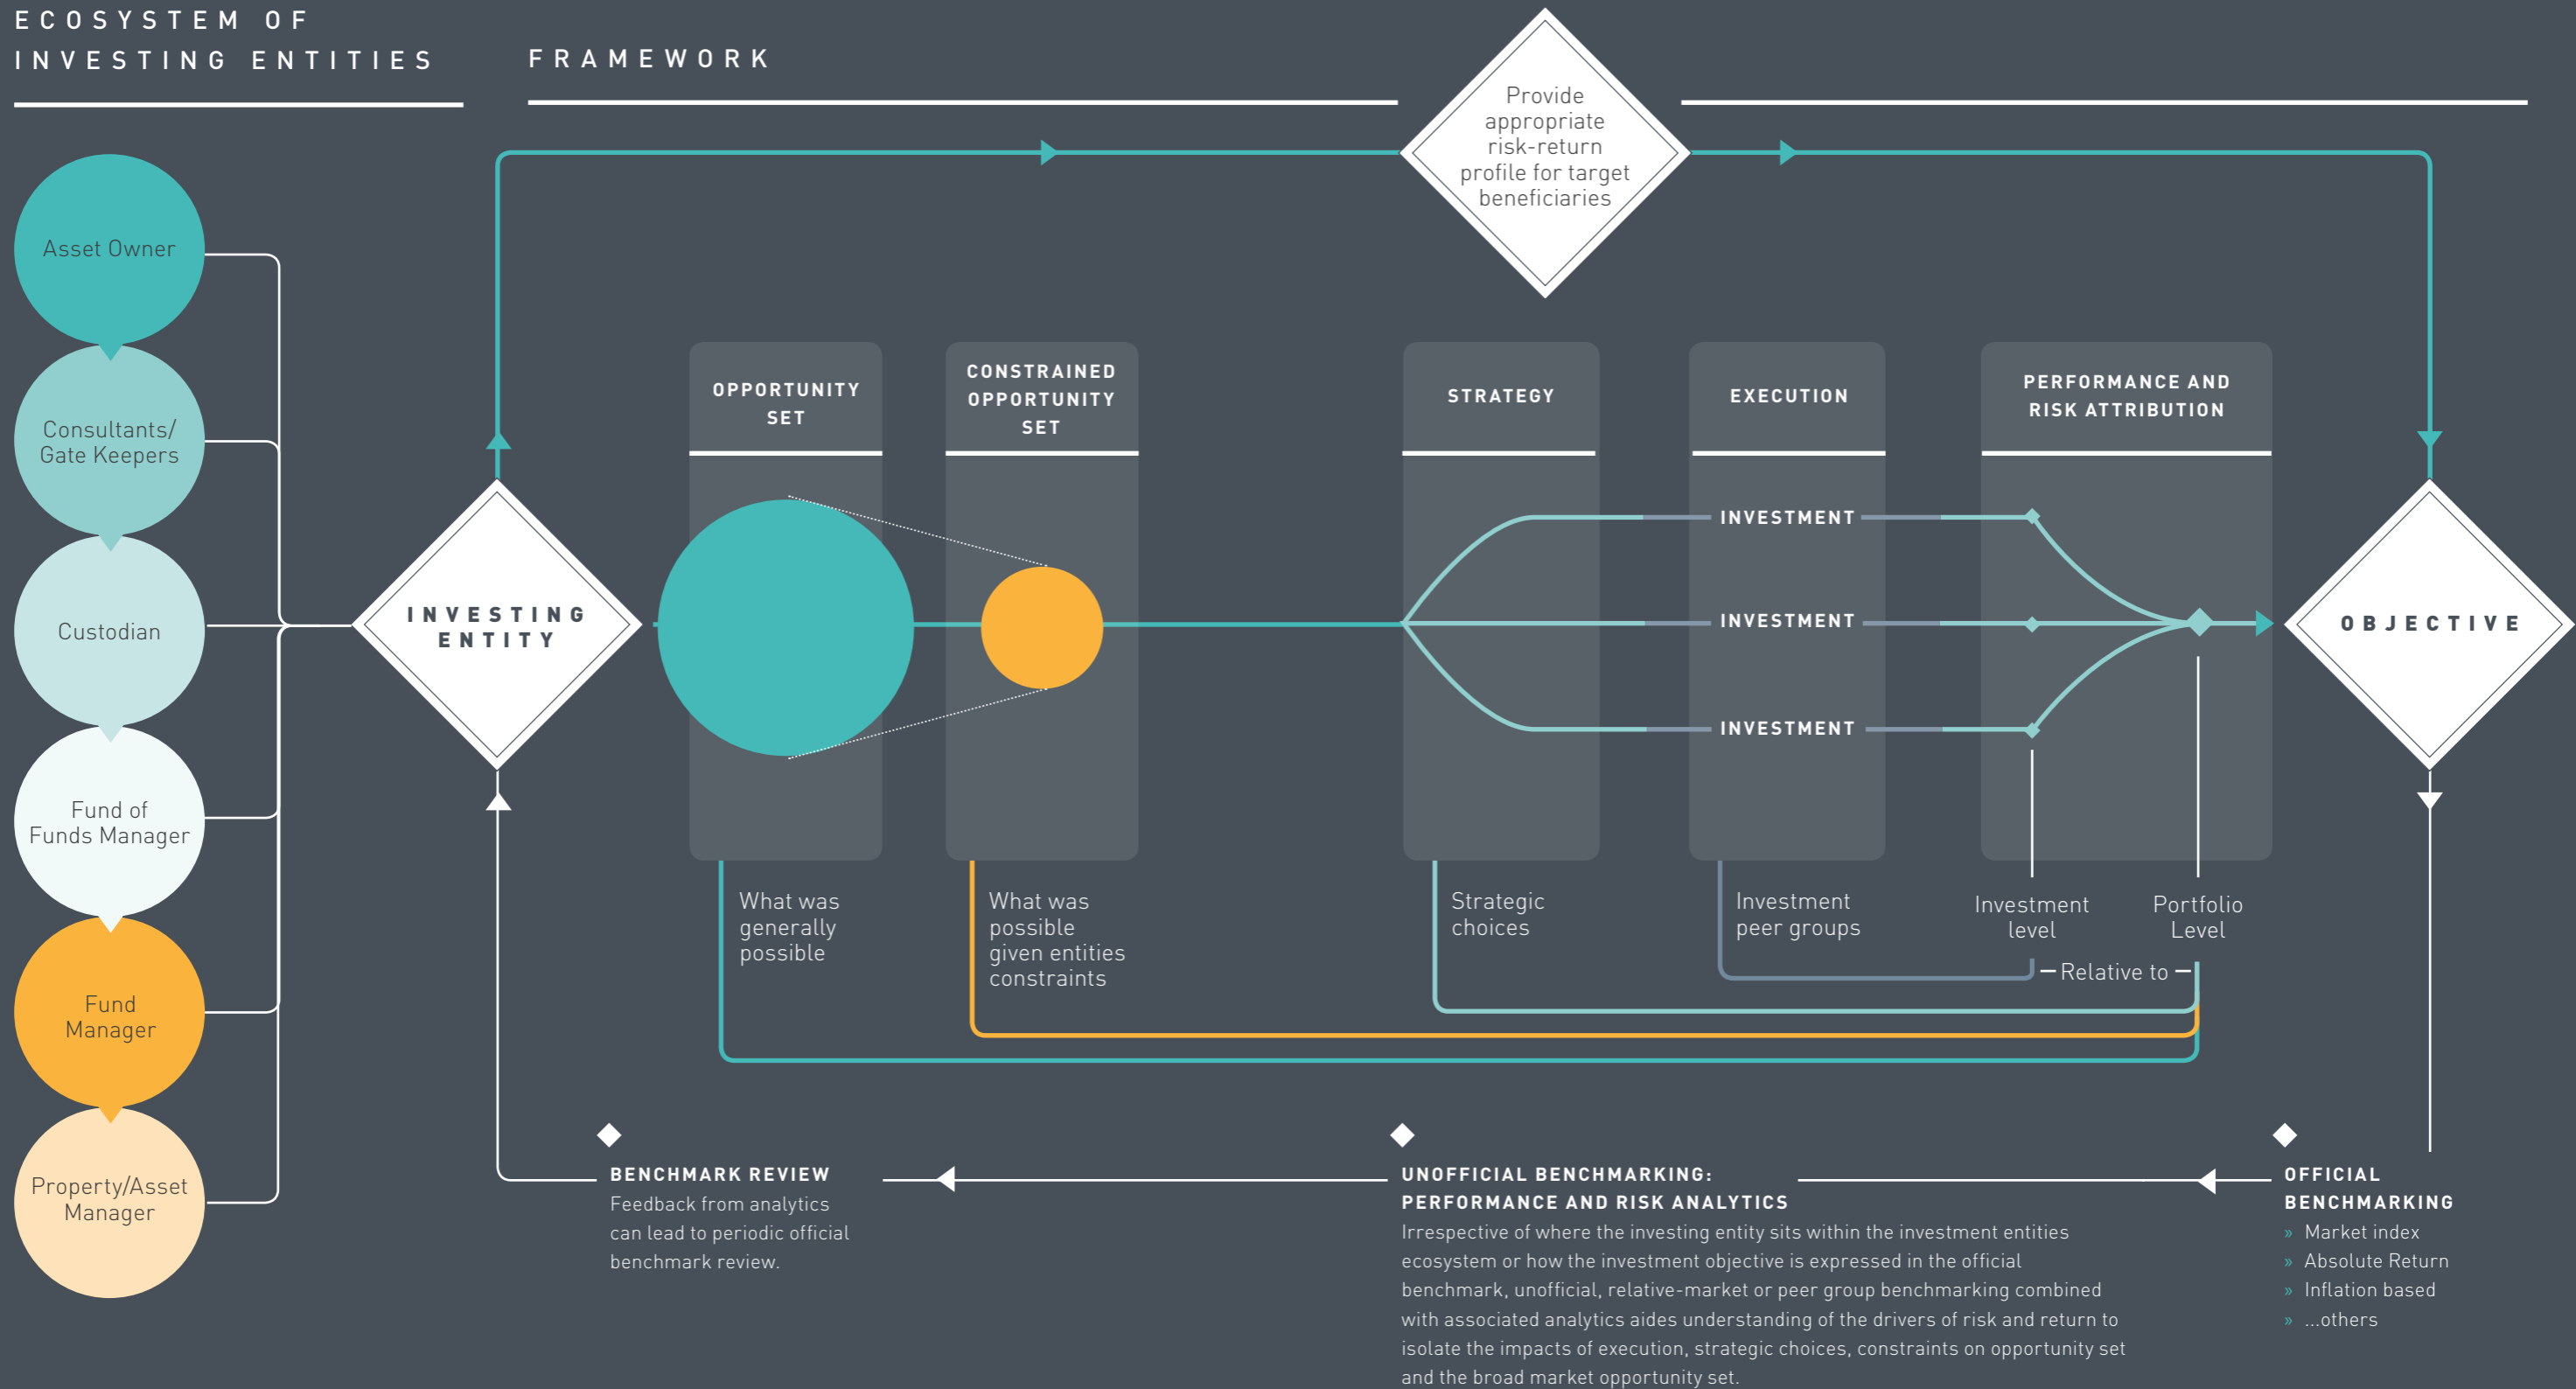 ECOSYSTEM OF
INVESTING ENTITIES
FRAMEWORK
Provide
appropriate
risk-return
profile for target
beneficiaries
Asset Owner
Consultants/
Gate Keepers
Custodian
Fund of
Funds Manager
Fund
Manager
Property/Asset
Manager
INVESTING
ENTITY
OPPORTUNITY
SET
CONSTRAINED
OPPORTUNITY
SET
STRATEGY
EXECUTION
PERFORMANCE AND
RISK ATTRIBUTION
INVESTMENT
INVESTMENT
INVESTMENT
OBJECTIVE
What was
generally
possible
What was
possible
given entities
constraints
Strategic
choices
Investment
peer groups
Investment
level
Portfolio
Level
Relative to
BENCHMARK REVIEW
Feedback from analytics
can lead to periodic official
benchmark review.
UNOFFICIAL BENCHMARKING:
PERFORMANCE AND RISK ANALYTICS
Irrespective of where the investing entity sits within the investment entities
ecosystem or how the investment objective is expressed in the official
benchmark, unofficial, relative-market or peer group benchmarking combined
with associated analytics aides understanding of the drivers of risk and return to
isolate the impacts of execution, strategic choices, constraints on opportunity set
and the broad market opportunity set.
OFFICIAL
BENCHMARKING
» Market index
» Absolute Return
» Inflation based
» ...others